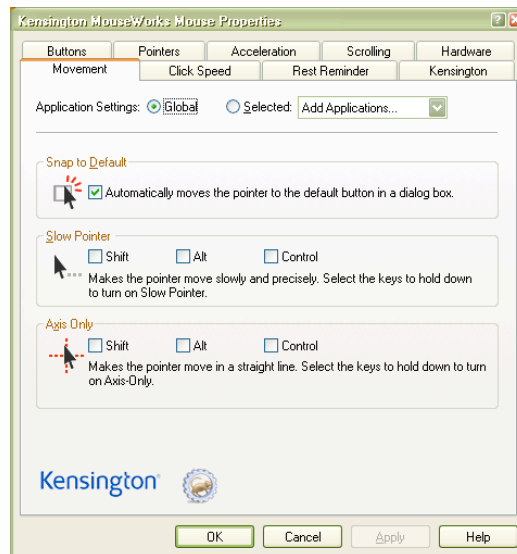 Kensington MouseWorks Mouse Properties
Buttons Pointers Acceleration Scrolling Hardware
Movement Click Speed Rest Reminder Kensington
Application Settings: Global Selected: Add Applications...
Snap to Default
Automatically moves the pointer to the default button in a dialog box.
Slow Pointer
Shift Alt Control
Makes the pointer move slowly and precisely. Select the keys to hold down
to turn on Slow Pointer.
Axis Only
Shift Alt Control
Makes the pointer move in a straight line. Select the keys to hold down to turn
on Axis-Only.
Kensington
OK Cancel Apply Help